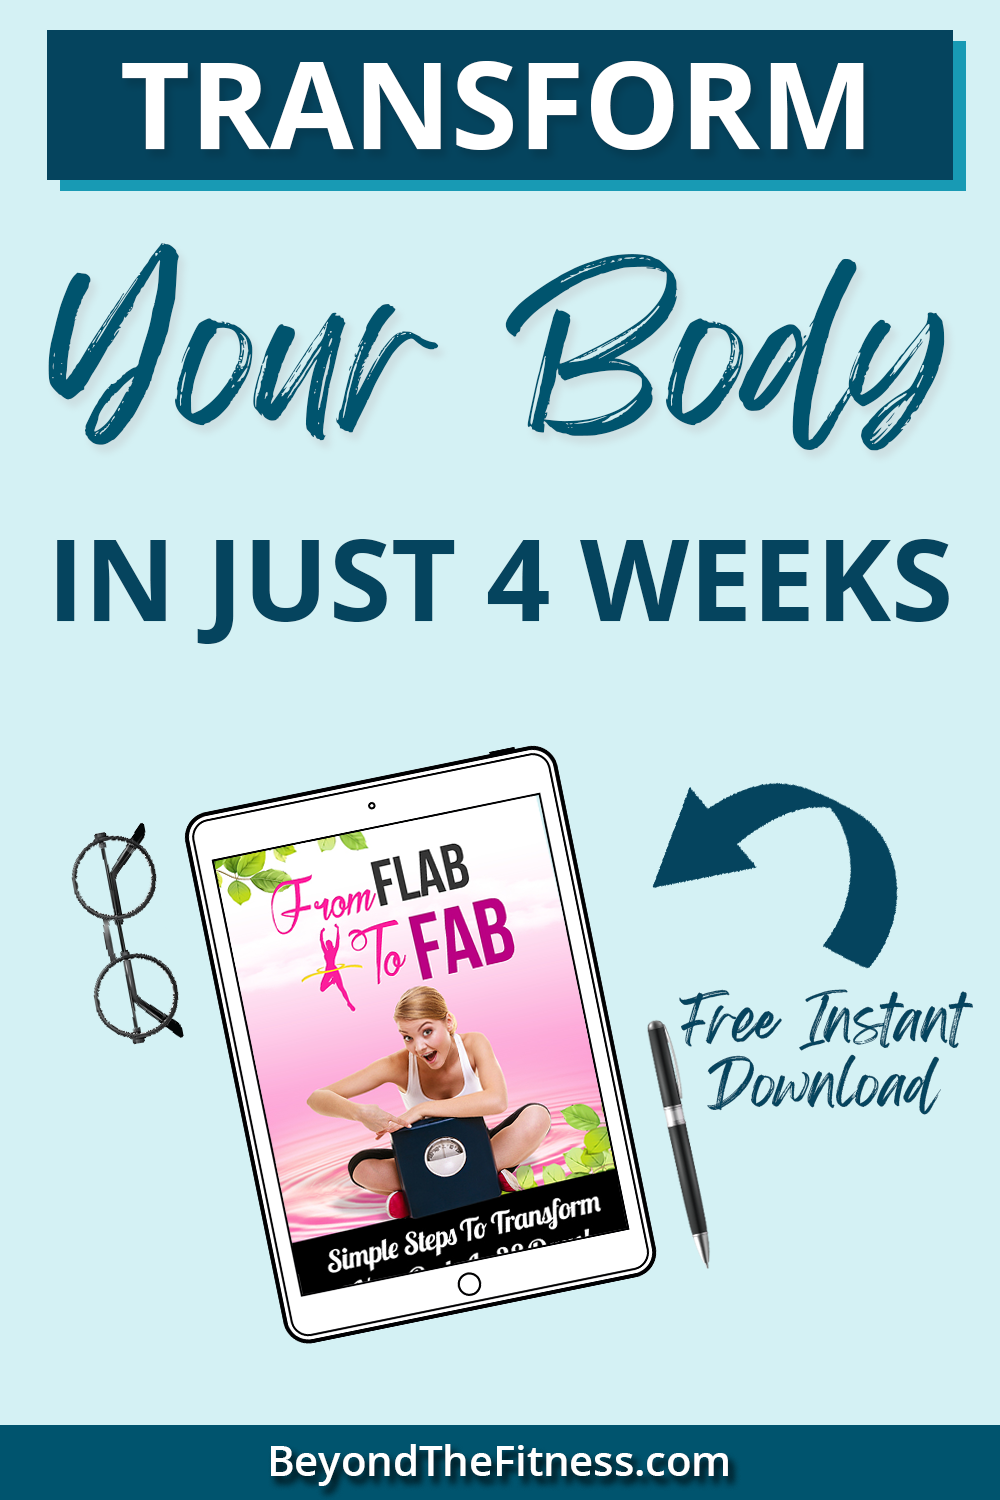 TRANSFORM
Your Body
IN JUST 4 WEEKS
From FLAB
To FAB
Simple Steps To Transform
Free Instant
Download
BeyondTheFitness.com